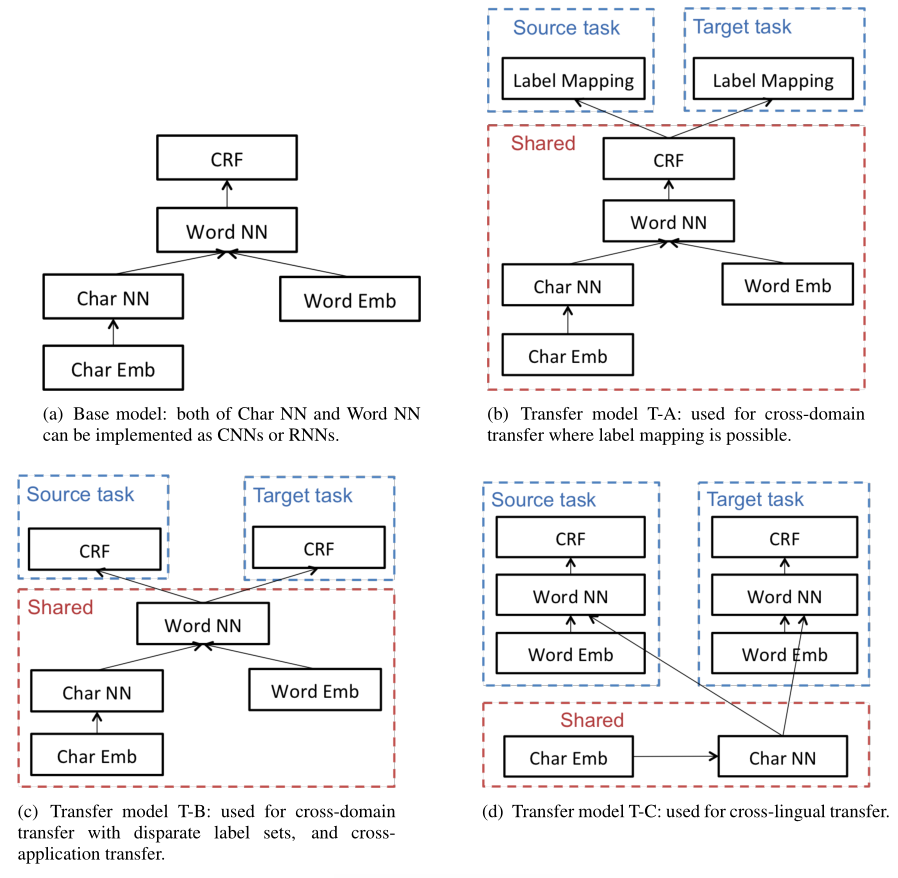 CRF
Word NN
Char NN
Word Emb
Char Emb
(a) Base model: both of Char NN and Word NN
can be implemented as CNNs or RNNs.
Source task
Target task
Label Mapping
Label Mapping
Shared
CRF
Word NN
Char NN
Word Emb
Char Emb
(b) Transfer model T-A: used for cross-domain
transfer where label mapping is possible.
Source task
Target task
CRF
CRF
Shared
Word NN
Char NN
Word Emb
Char Emb
(c) Transfer model T-B: used for cross-domain
transfer with disparate label sets, and cross-
application transfer.
Source task
Target task
CRF
CRF
Word NN
Word NN
Word Emb
Word Emb
Shared
Char Emb
Char NN
(d) Transfer model T-C: used for cross-lingual transfer.